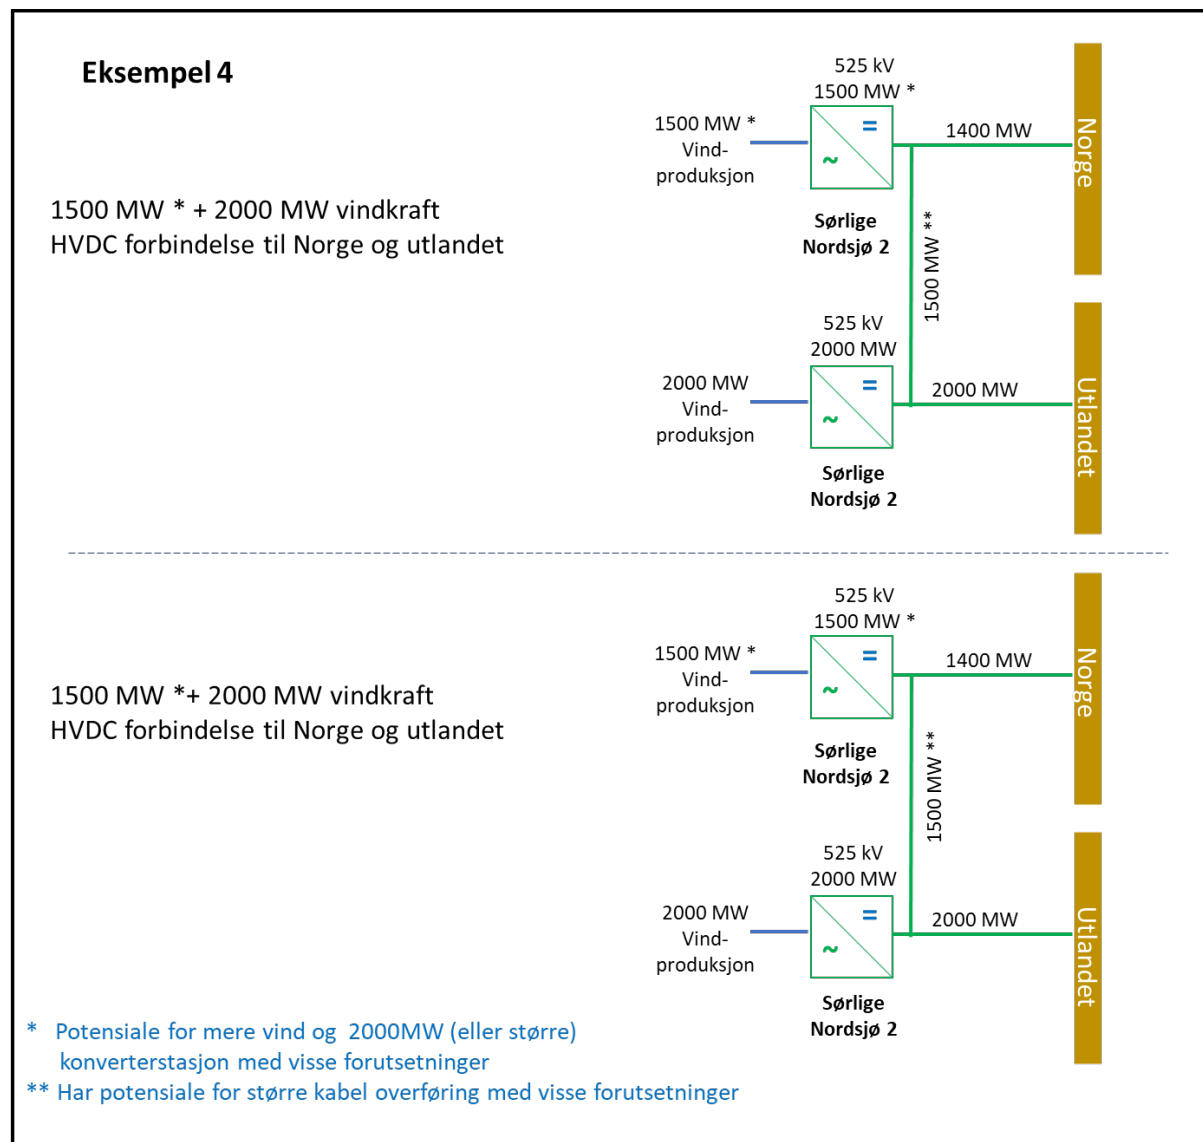 Eksempel 4
1500 MW * + 2000 MW vindkraft
HVDC forbindelse til Norge og utlandet
525 kV
1500 MW *
1500 MW *
Vind-
produksjon
=
~
Sørlige
Nordsjø 2
1400 MW
Norge
1500 MW **
525 kV
2000 MW
2000 MW
Vind-
produksjon
=
~
Sørlige
Nordsjø 2
2000 MW
Utlandet
1500 MW *+ 2000 MW vindkraft
HVDC forbindelse til Norge og utlandet
525 kV
1500 MW *
1500 MW *
Vind-
produksjon
=
~
Sørlige
Nordsjø 2
1400 MW
Norge
1500 MW **
525 kV
2000 MW
2000 MW
Vind-
produksjon
=
~
Sørlige
Nordsjø 2
2000 MW
Utlandet
* Potensiale for mere vind og 2000MW (eller større)
konverterstasjon med visse forutsetninger
** Har potensiale for større kabel overføring med visse forutsetninger